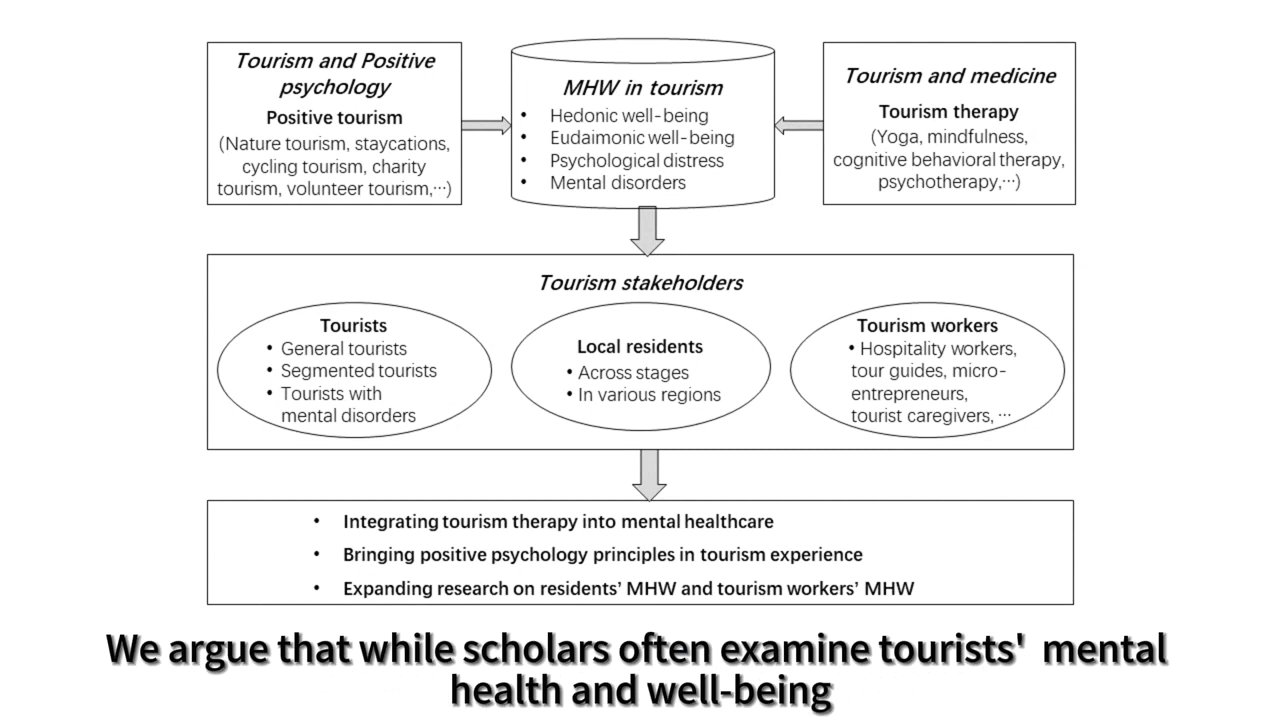 Tourism and Positive
psychology
Positive tourism
(Nature tourism, staycations,
cycling tourism, charity
tourism, volunteer tourism,···)
MHW in tourism
• Hedonic well-being
• Eudaimonic well-being
• Psychological distress
• Mental disorders
Tourism and medicine
Tourism therapy
(Yoga, mindfulness,
cognitive behavioral therapy,
psychotherapy,···)
Tourism stakeholders
Tourists
• General tourists
• Segmented tourists
• Tourists with
mental disorders
Local residents
• Across stages
• In various regions
Tourism workers
• Hospitality workers,
tour guides, micro-
entrepreneurs,
tourist caregivers, ···
• Integrating tourism therapy into mental healthcare
• Bringing positive psychology principles in tourism experience
• Expanding research on residents' MHW and tourism workers' MHW
We argue that while scholars often examine tourists' mental
health and well-being